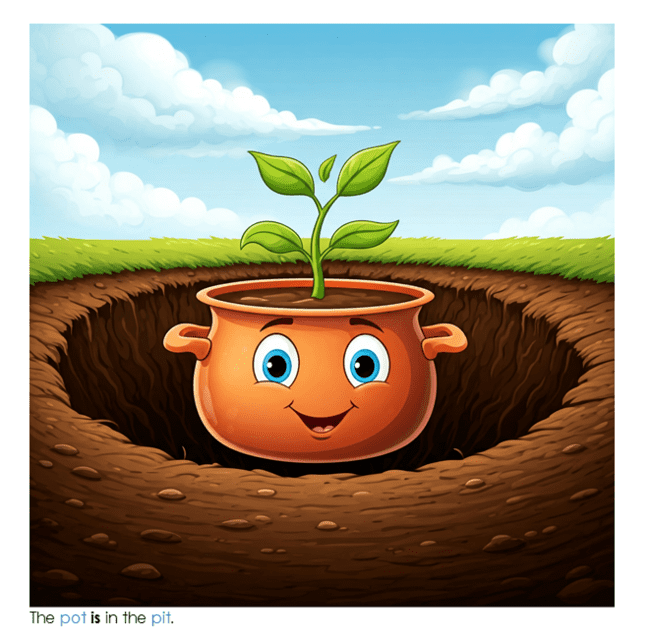 The pot is in the pit.